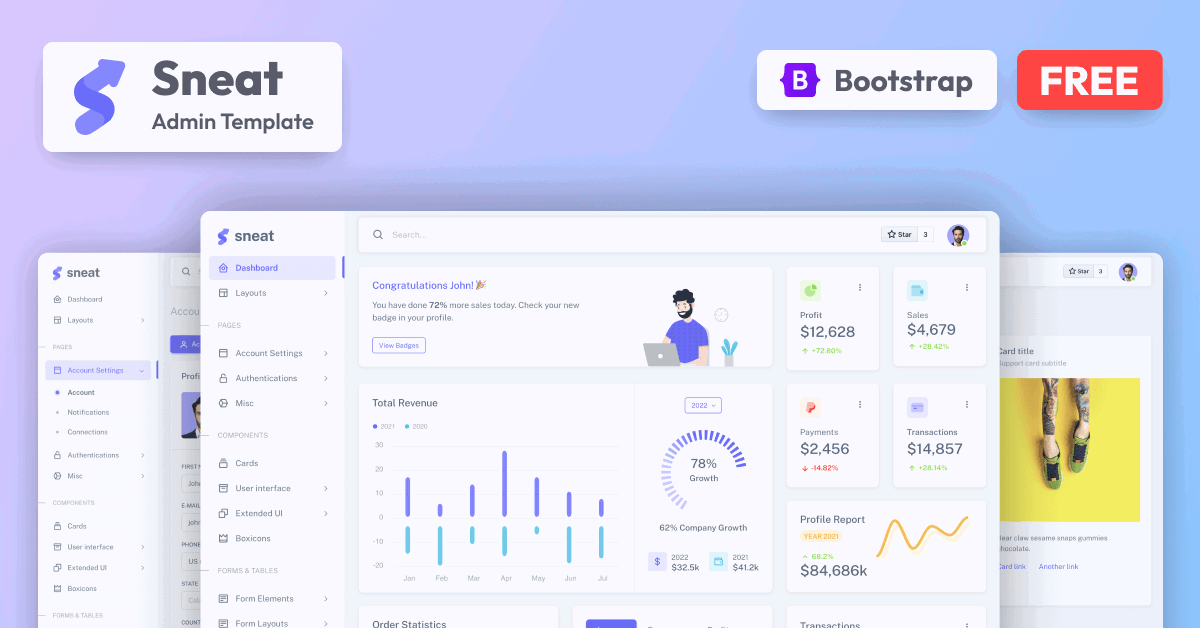 Sneat
Admin Template
B
Bootstrap
FREE
sneat
Dashboard
Layouts
PAGES
Account Settings
Account
Notifications
Connections
Authentications
Misc
COMPONENTS
Cards
User interface
Extended UI
Boxicons
FORMS & TABLES
sneat
Dashboard
Layouts
PAGES
Account Settings
Authentications
Misc
COMPONENTS
Cards
User interface
Extended UI
Boxicons
FORMS & TABLES
Form Elements
Form Layouts
Search...
Star 3
Congratulations John!🎉
You have done 72% more sales today. Check your new
badge in your profile.
View Badges
Profit
$12,628
+72.80%
Sales
$4,679
+28.42%
Total Revenue
2021 2020
30
20
10
0
-10
-20
Jan Feb Mar Apr May Jun Jul
2022
78%
Growth
62% Company Growth
$
2022
$32.5k
2021
$41.2k
Payments
$2,456
-14.82%
Transactions
$14,857
+28.14%
Profile Report
YEAR 2021
68.2%
$84,686k
Order Statistics
Transactions
Star 3
Card title
Support card subtitle
Bear claw sesame snaps gummies
chocolate.
Card link Another link